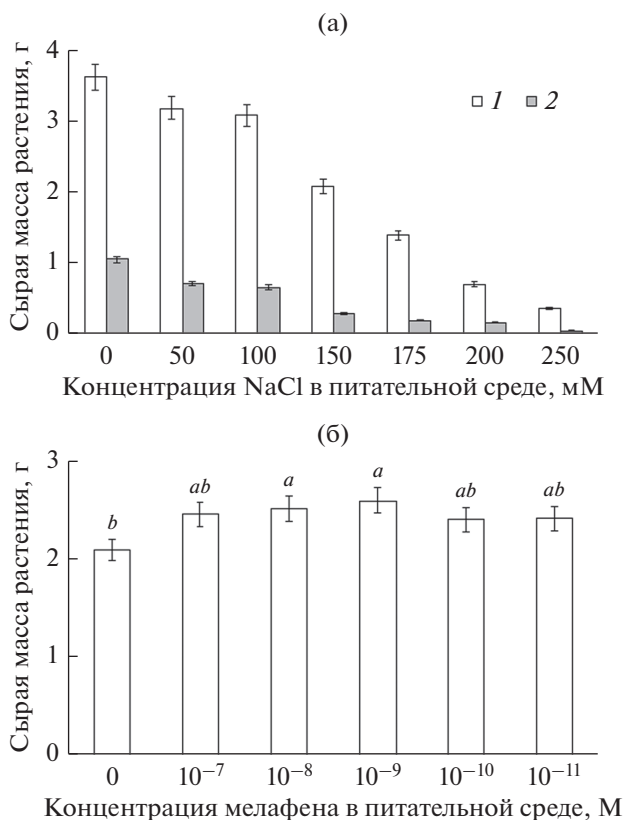 (а)
Сырая масса растения, г
4
3
2
1
0
1 2
0 50 100 150 175 200 250
Концентрация NaCl в питательной среде, мМ
(б)
Сырая масса растения, г
3
2
1
0
b ab a a ab ab
0 10⁻⁷ 10⁻⁸ 10⁻⁹ 10⁻¹⁰ 10⁻¹¹
Концентрация мелафена в питательной среде, М